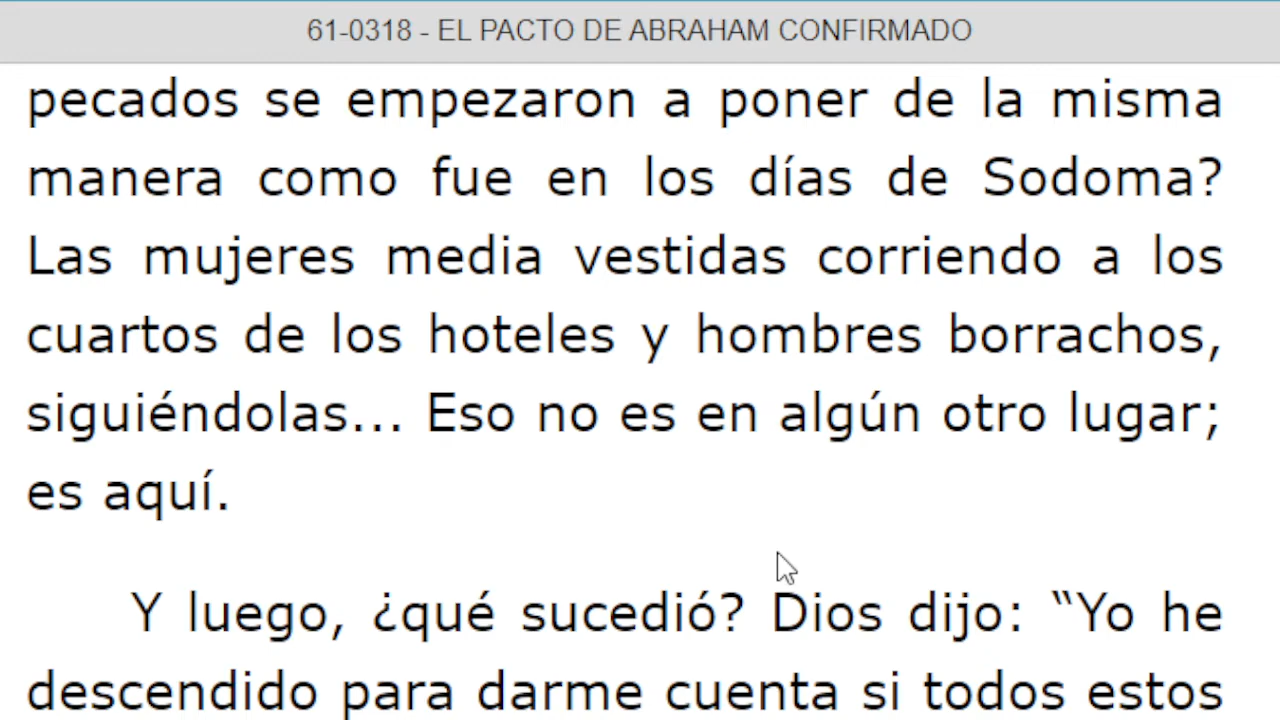 61-0318 - EL PACTO DE ABRAHAM CONFIRMADO
pecados se empezaron a poner de la misma
manera como fue en los días de Sodoma?
Las mujeres media vestidas corriendo a los
cuartos de los hoteles y hombres borrachos,
siguiéndolas... Eso no es en algún otro lugar;
es aquí.
Y luego, ¿qué sucedió? Dios dijo: “Yo he
descendido para darme cuenta si todos estos